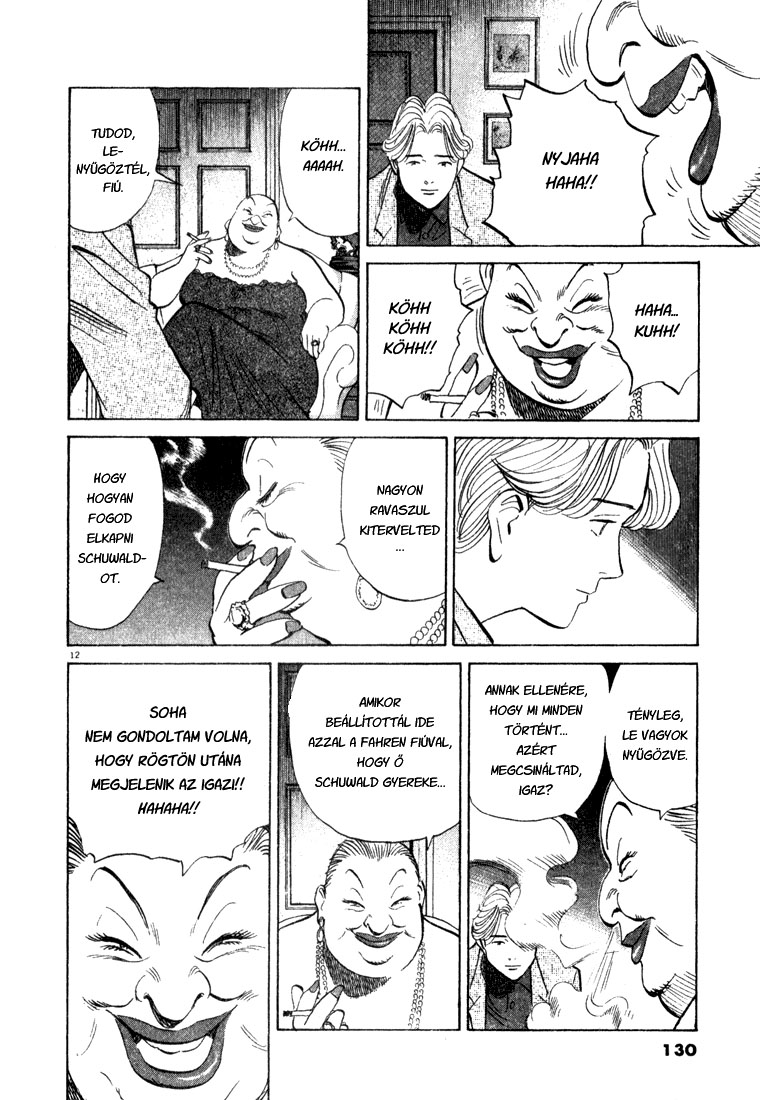 NYJAHA
HAHA!!
KÖHH...
AAAAH.
TUDOD,
LE-
NYŰGÖZTÉL,
FIÚ.
HAHA...
KUHH!
KÖHH
KÖHH
KÖHH!!
NAGYON
RAVASZUL
KITERVELTED
...
HOGY
HOGYAN
FOGOD
ELKAPNI
SCHUWALD-
OT.
12
TÉNYLEG,
LE VAGYOK
NYŰGÖZVE.
ANNAK ELLENÉRE,
HOGY MI MINDEN
TÖRTÉNT...
AZÉRT
MEGCSINÁLTAD,
IGAZ?
AMIKOR
BEÁLLÍTOTTÁL IDE
AZZAL A FAHREN FIÚVAL,
HOGY Ő
SCHUWALD GYEREKE...
SOHA
NEM GONDOLTAM VOLNA,
HOGY RÖGTÖN UTÁNA
MEGJELENIK AZ IGAZI!!
HAHAHA!!
130